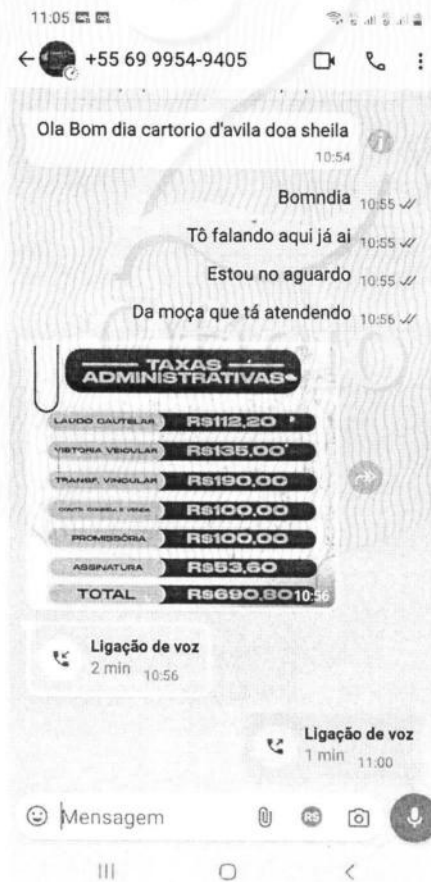 11:05
+55 69 9954-9405
Ola Bom dia cartorio d'avila doa sheila
10:54
Bomndia 10:55
Tô falando aqui já ai 10:55
Estou no aguardo 10:55
Da moça que tá atendendo 10:56
TAXAS
ADMINISTRATIVAS
LAUDO CAUTELAR R$112,20
VISTORIA VEICULAR R$135,00
TRANSF. VINCULAR R$190,00
CONTR. COMPRA E VENDA R$100,00
PROMISSÓRIA R$100,00
ASSINATURA R$53,60
TOTAL R$690,80 10:56
Ligação de voz
2 min 10:56
Ligação de voz
1 min 11:00
Mensagem